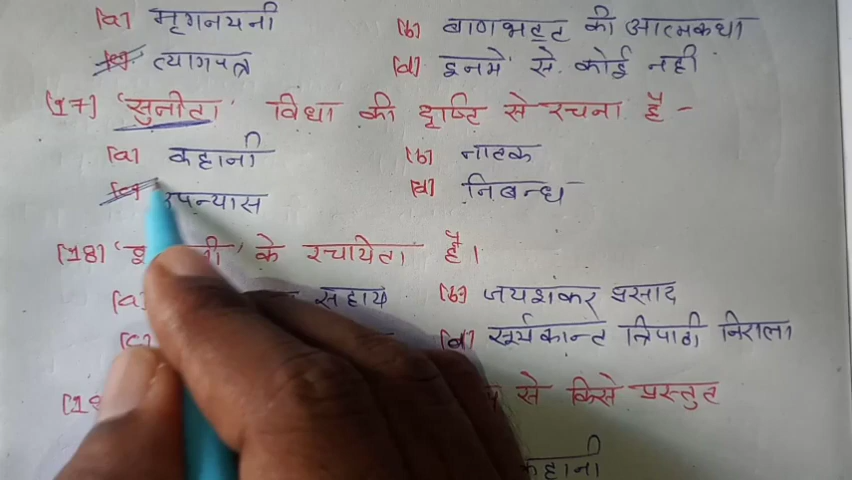 (a) मृगनयनी (b) बाणभट्ट की आत्मकथा
(c) त्यागपत्र (d) इनमें से कोई नही
(17) 'सुनीता' विधा की दृष्टि से रचना है -
(a) कहानी (b) नाटक
(c) उपन्यास (d) निबन्ध
(18) के रचयिता हैं।
(a) सहाय (b) जयशंकर प्रसाद
(c) (d) सूर्यकान्त त्रिपाठी निराला
से किसे प्रस्तुत
कहानी